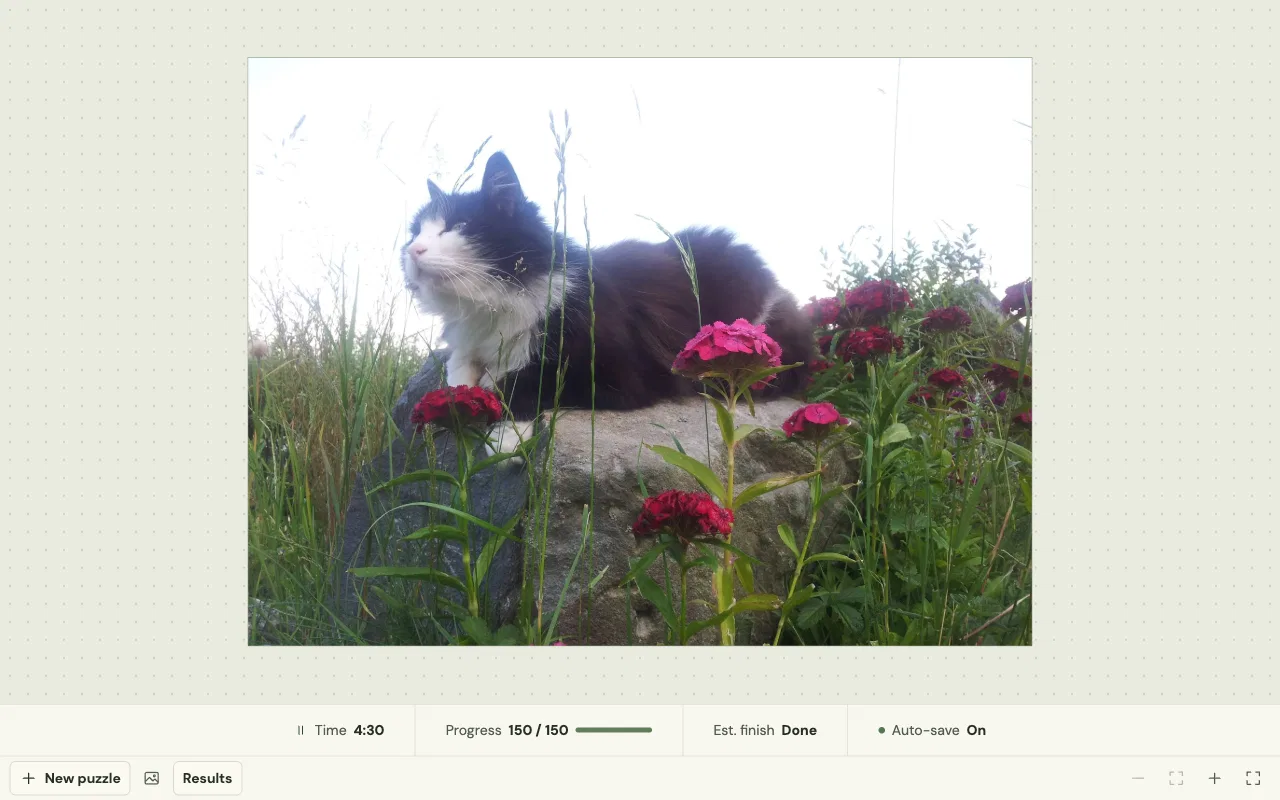 Time 4:30
Progress 150 / 150
Est. finish Done
Auto-save On
New puzzle
Results